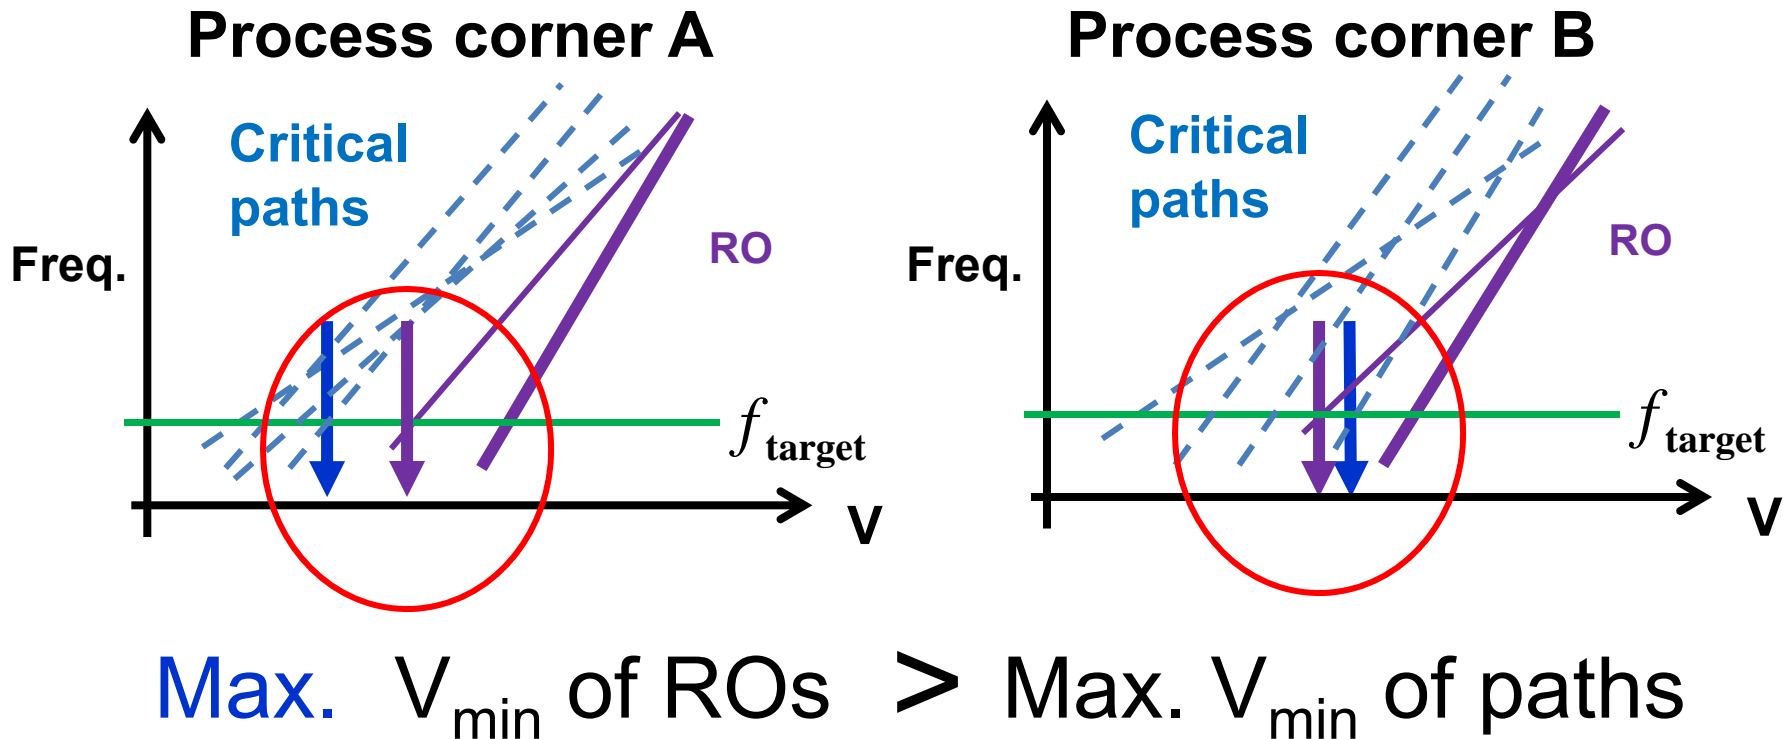 Process corner A
Process corner B
Critical
paths
Critical
paths
RO
RO
Freq.
Freq.
f target
f target
V
V
Max. Vmin of ROs > Max. Vmin of paths